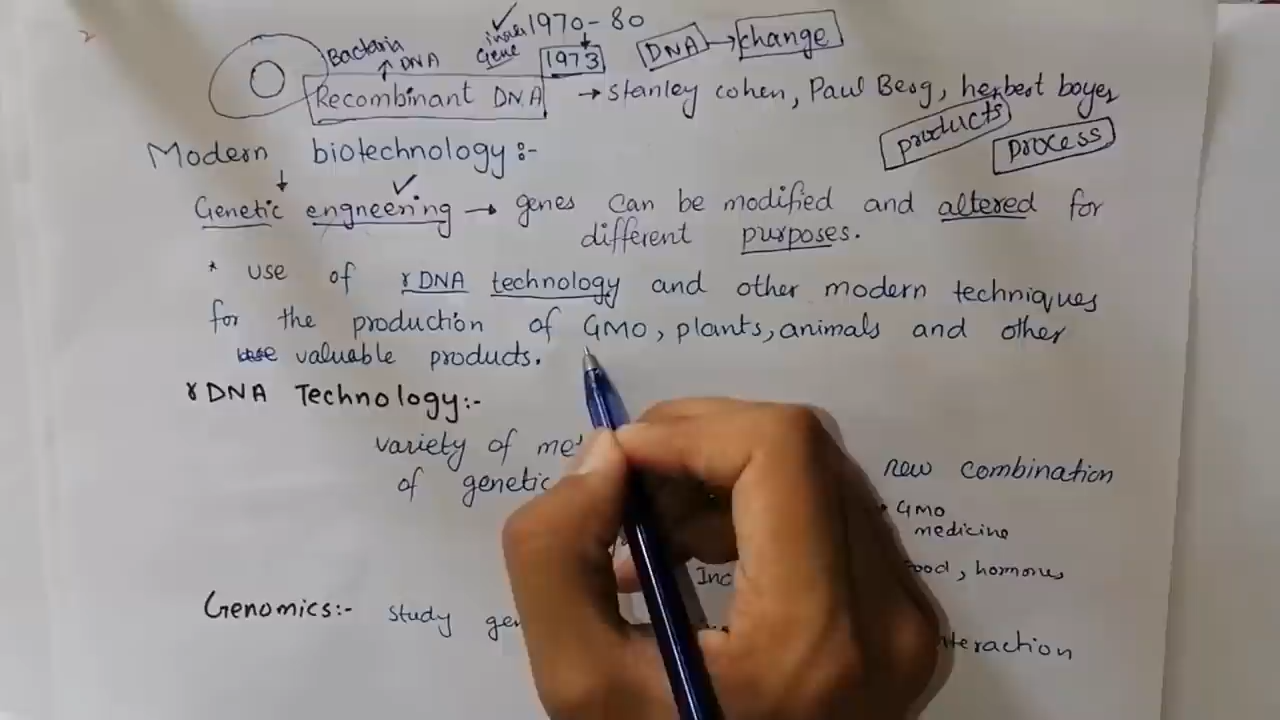 1970-80
Bacteria
DNA
Gene
1973
DNA → change
Recombinant DNA → stanley cohen, Paul Berg, herbert boyer
products
process
Modern biotechnology:-
Genetic engneering → genes can be modified and altered for
different purposes.
* use of rDNA technology and other modern techniques
for the production of GMO, plants, animals and other
valuable products.
rDNA Technology:-
variety of new combination
of genetic
GMO
medicine
hormones
Genomics:- study